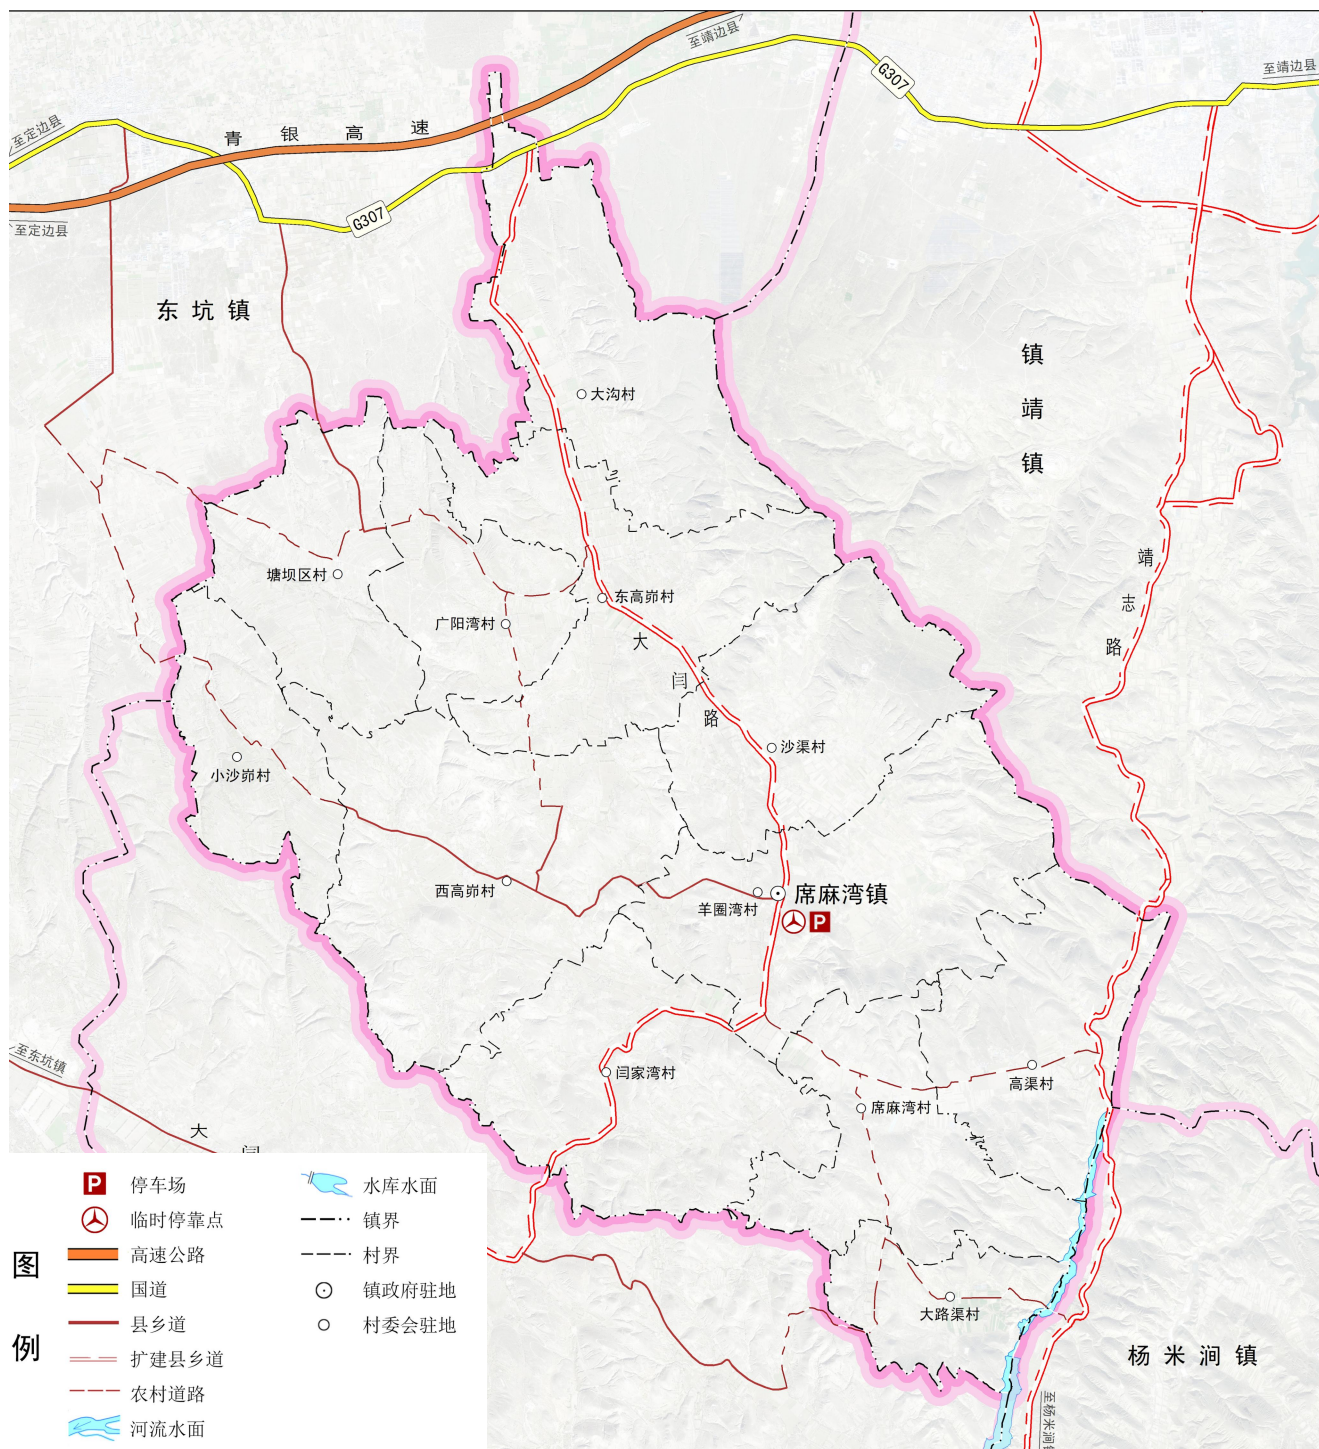 至靖边县
G307
至靖边县
至定边县
青银高速
G307
至定边县
东坑镇
镇靖镇
大沟村
靖志路
塘坝区村
东高峁村
广阳湾村
大闫路
沙渠村
小沙峁村
西高峁村
羊圈湾村
席麻湾镇
P
至东坑镇
闫家湾村
高渠村
席麻湾村
大
大路渠村
杨米涧镇
至杨米涧
图例
P 停车场
临时停靠点
高速公路
国道
县乡道
扩建县乡道
农村道路
河流水面
水库水面
镇界
村界
镇政府驻地
村委会驻地